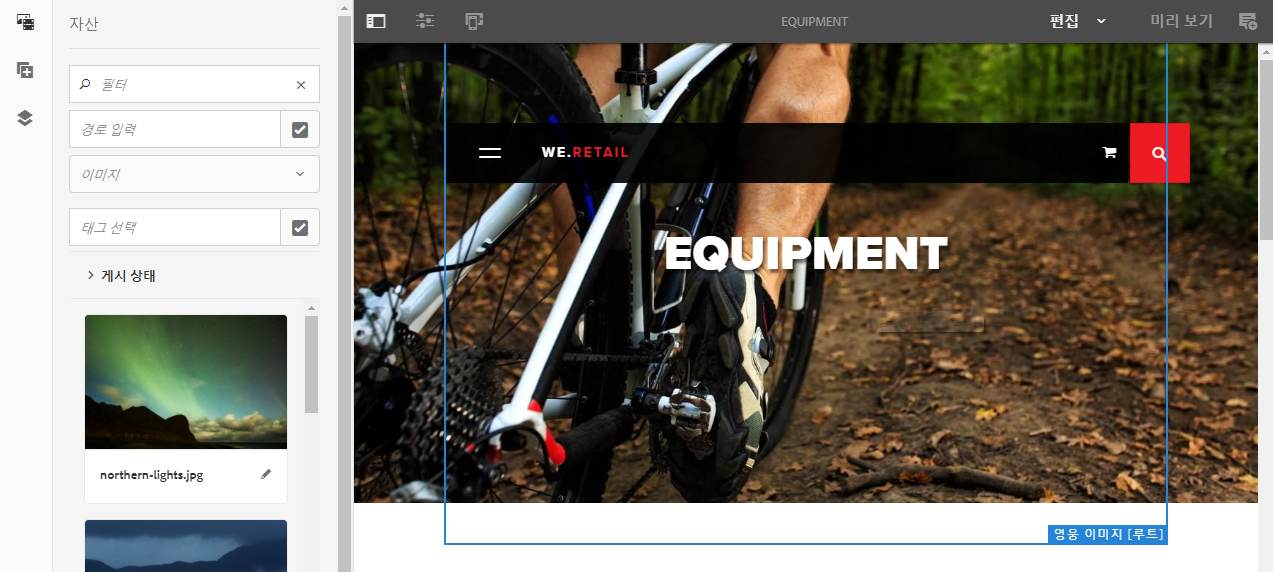 자산
필터
경로 입력
이미지
태그 선택
게시 상태
northern-lights.jpg
EQUIPMENT
편집
미리 보기
WE.RETAIL
EQUIPMENT
영웅 이미지 [루트]